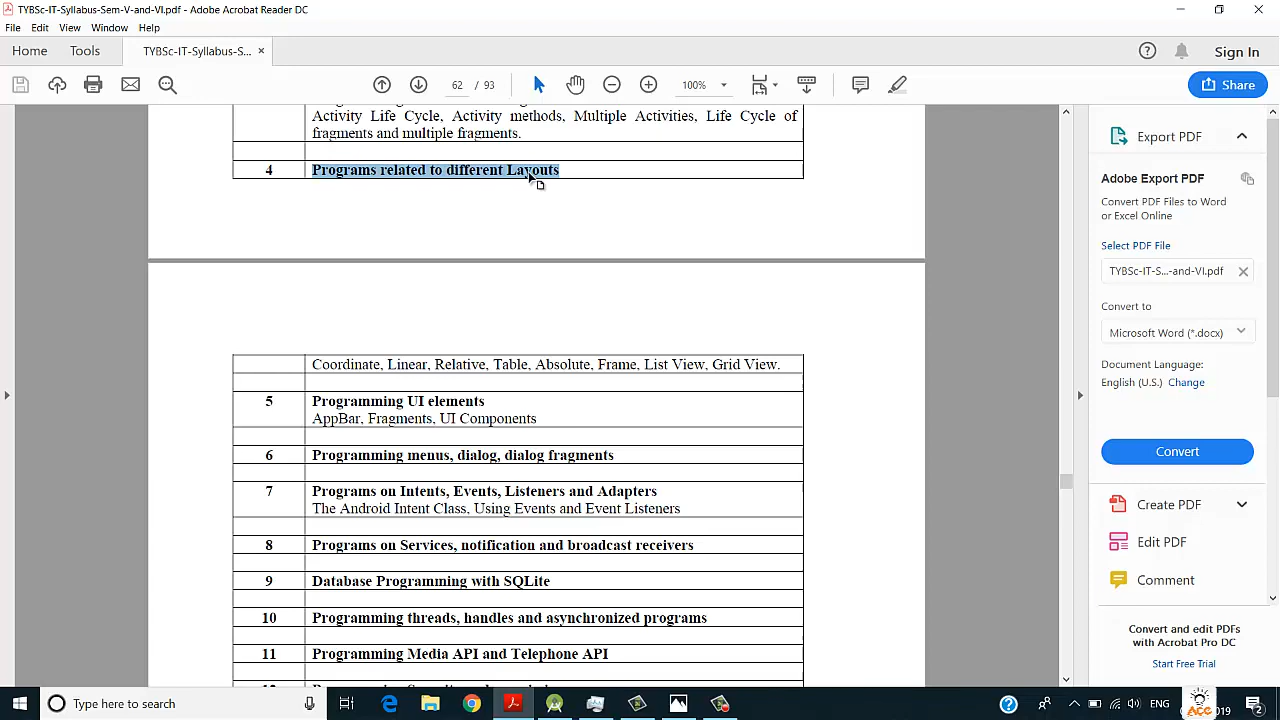 TYBSc-IT-Syllabus-Sem-V-and-VI.pdf - Adobe Acrobat Reader DC
File Edit View Window Help
Home Tools TYBSc-IT-Syllabus-S... × Sign In
62 / 93 100% Share
Activity Life Cycle, Activity methods, Multiple Activities, Life Cycle of
fragments and multiple fragments.
4 Programs related to different Layouts
Coordinate, Linear, Relative, Table, Absolute, Frame, List View, Grid View.
5 Programming UI elements
AppBar, Fragments, UI Components
6 Programming menus, dialog, dialog fragments
7 Programs on Intents, Events, Listeners and Adapters
The Android Intent Class, Using Events and Event Listeners
8 Programs on Services, notification and broadcast receivers
9 Database Programming with SQLite
10 Programming threads, handles and asynchronized programs
11 Programming Media API and Telephone API
Export PDF
Adobe Export PDF
Convert PDF Files to Word
or Excel Online
Select PDF File
TYBSc-IT-S...-and-VI.pdf
Convert to
Microsoft Word (*.docx)
Document Language:
English (U.S.) Change
Convert
Create PDF
Edit PDF
Comment
Convert and edit PDFs
with Acrobat Pro DC
Start Free Trial
Type here to search
ENG
ACC
019
2